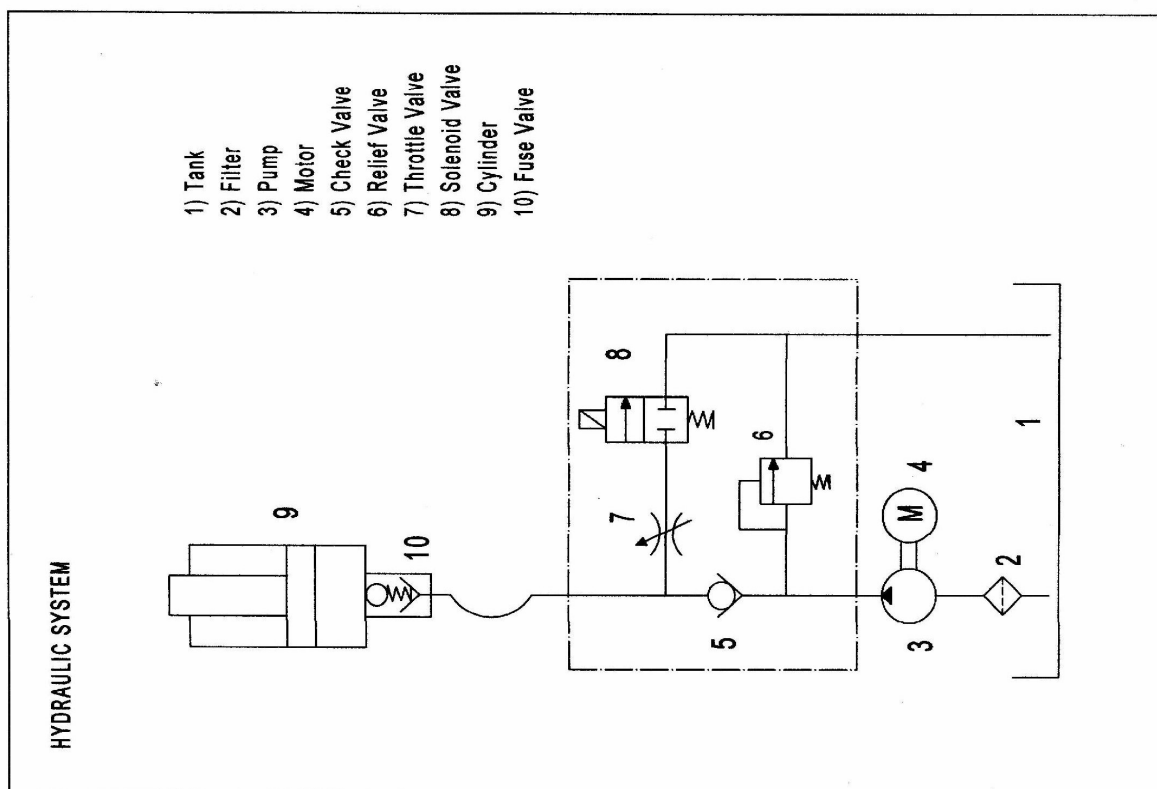 HYDRAULIC SYSTEM
1) Tank
2) Filter
3) Pump
4) Motor
5) Check Valve
6) Relief Valve
7) Throttle Valve
8) Solenoid Valve
9) Cylinder
10) Fuse Valve
9
10
8
7
6
5
M
4
3
2
1